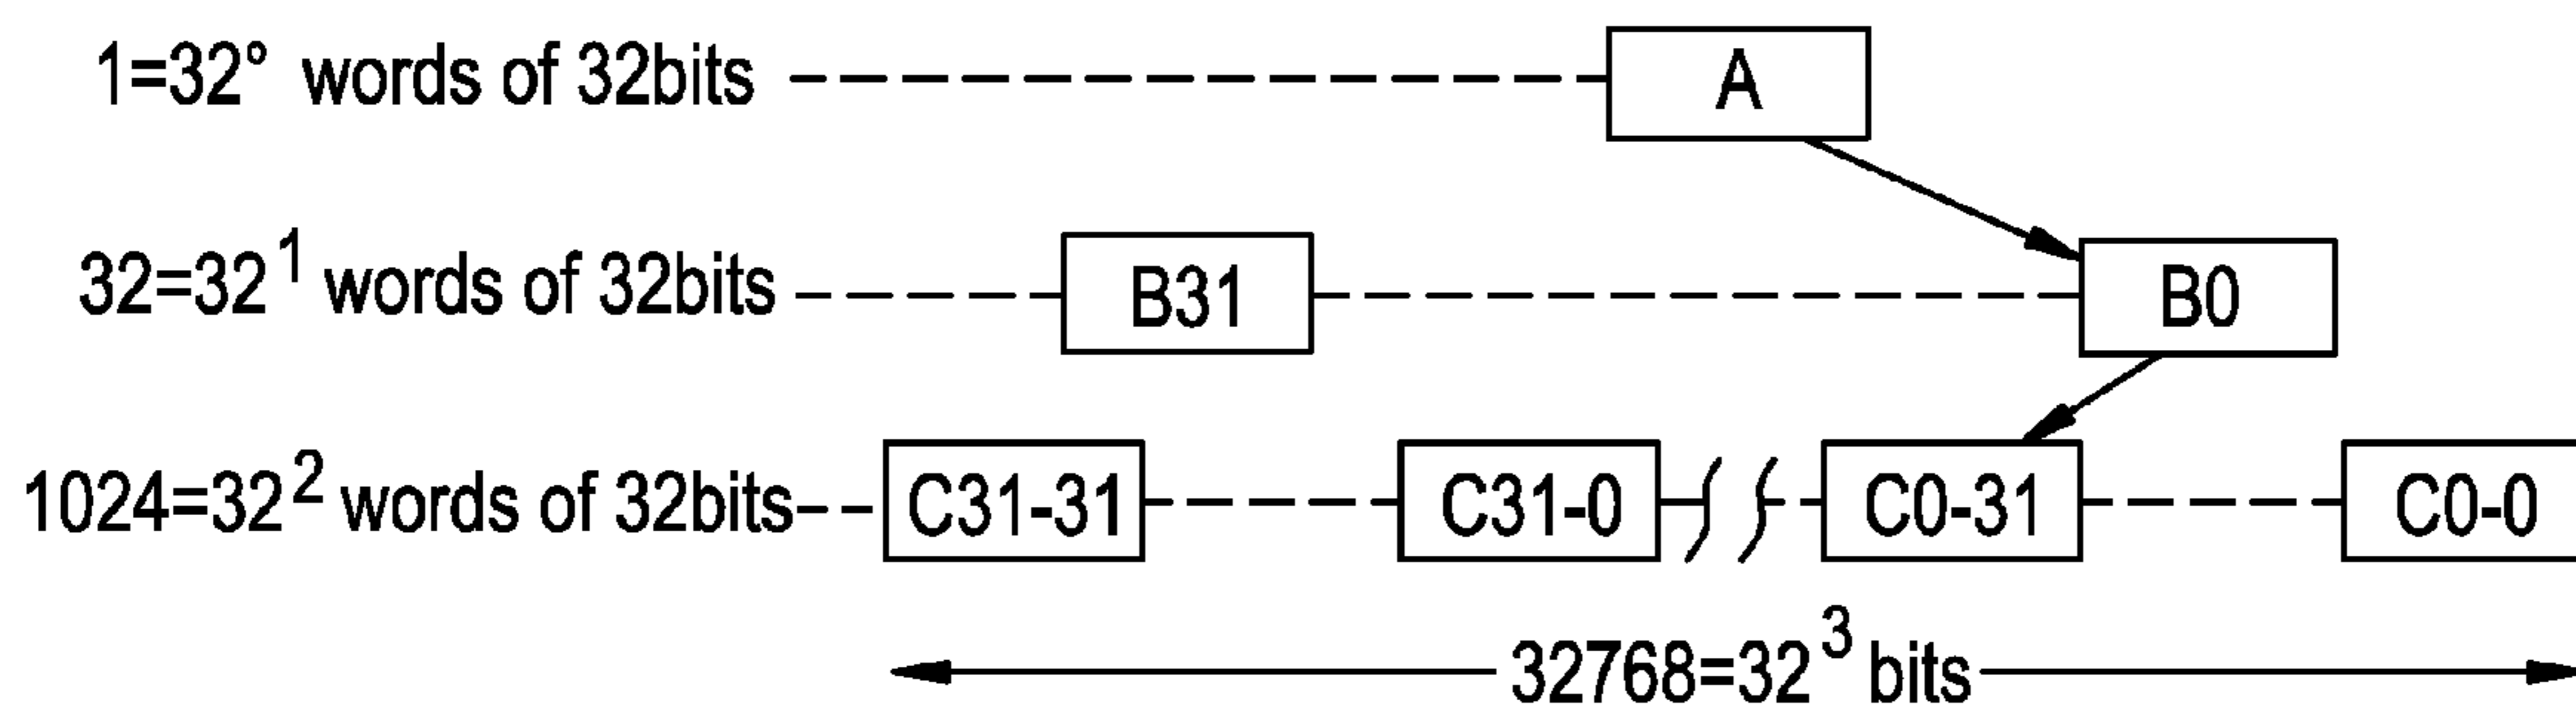 1=32° words of 32bits A
32=32¹ words of 32bits B31 B0
1024=32² words of 32bits C31-31 C31-0 C0-31 C0-0
32768=32³ bits